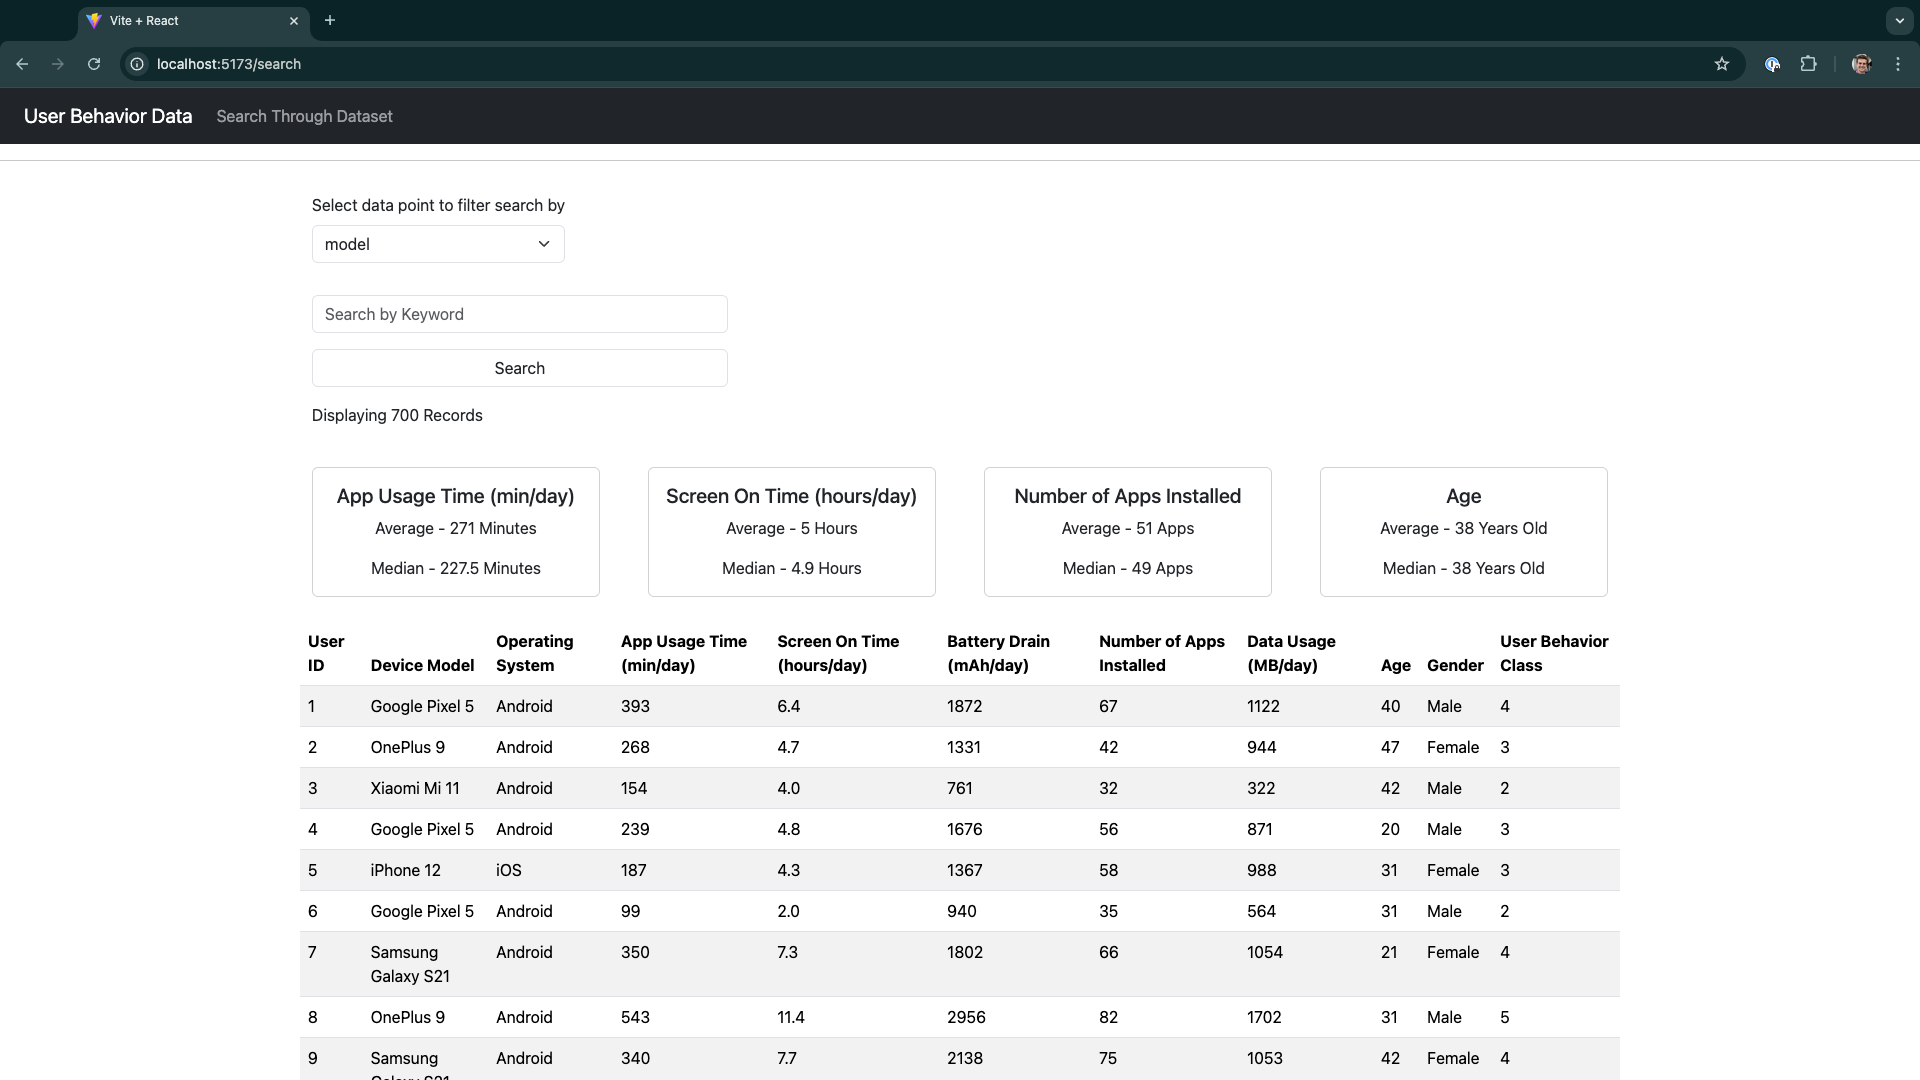 Vite + React
localhost:5173/search
User Behavior Data Search Through Dataset
Select data point to filter search by
model
Search by Keyword
Search
Displaying 700 Records
App Usage Time (min/day)
Average - 271 Minutes
Median - 227.5 Minutes
Screen On Time (hours/day)
Average - 5 Hours
Median - 4.9 Hours
Number of Apps Installed
Average - 51 Apps
Median - 49 Apps
Age
Average - 38 Years Old
Median - 38 Years Old
User ID Device Model Operating System App Usage Time (min/day) Screen On Time (hours/day) Battery Drain (mAh/day) Number of Apps Installed Data Usage (MB/day) Age Gender User Behavior Class
1 Google Pixel 5 Android 393 6.4 1872 67 1122 40 Male 4
2 OnePlus 9 Android 268 4.7 1331 42 944 47 Female 3
3 Xiaomi Mi 11 Android 154 4.0 761 32 322 42 Male 2
4 Google Pixel 5 Android 239 4.8 1676 56 871 20 Male 3
5 iPhone 12 iOS 187 4.3 1367 58 988 31 Female 3
6 Google Pixel 5 Android 99 2.0 940 35 564 31 Male 2
7 Samsung Galaxy S21 Android 350 7.3 1802 66 1054 21 Female 4
8 OnePlus 9 Android 543 11.4 2956 82 1702 31 Male 5
9 Samsung Galaxy S21 Android 340 7.7 2138 75 1053 42 Female 4